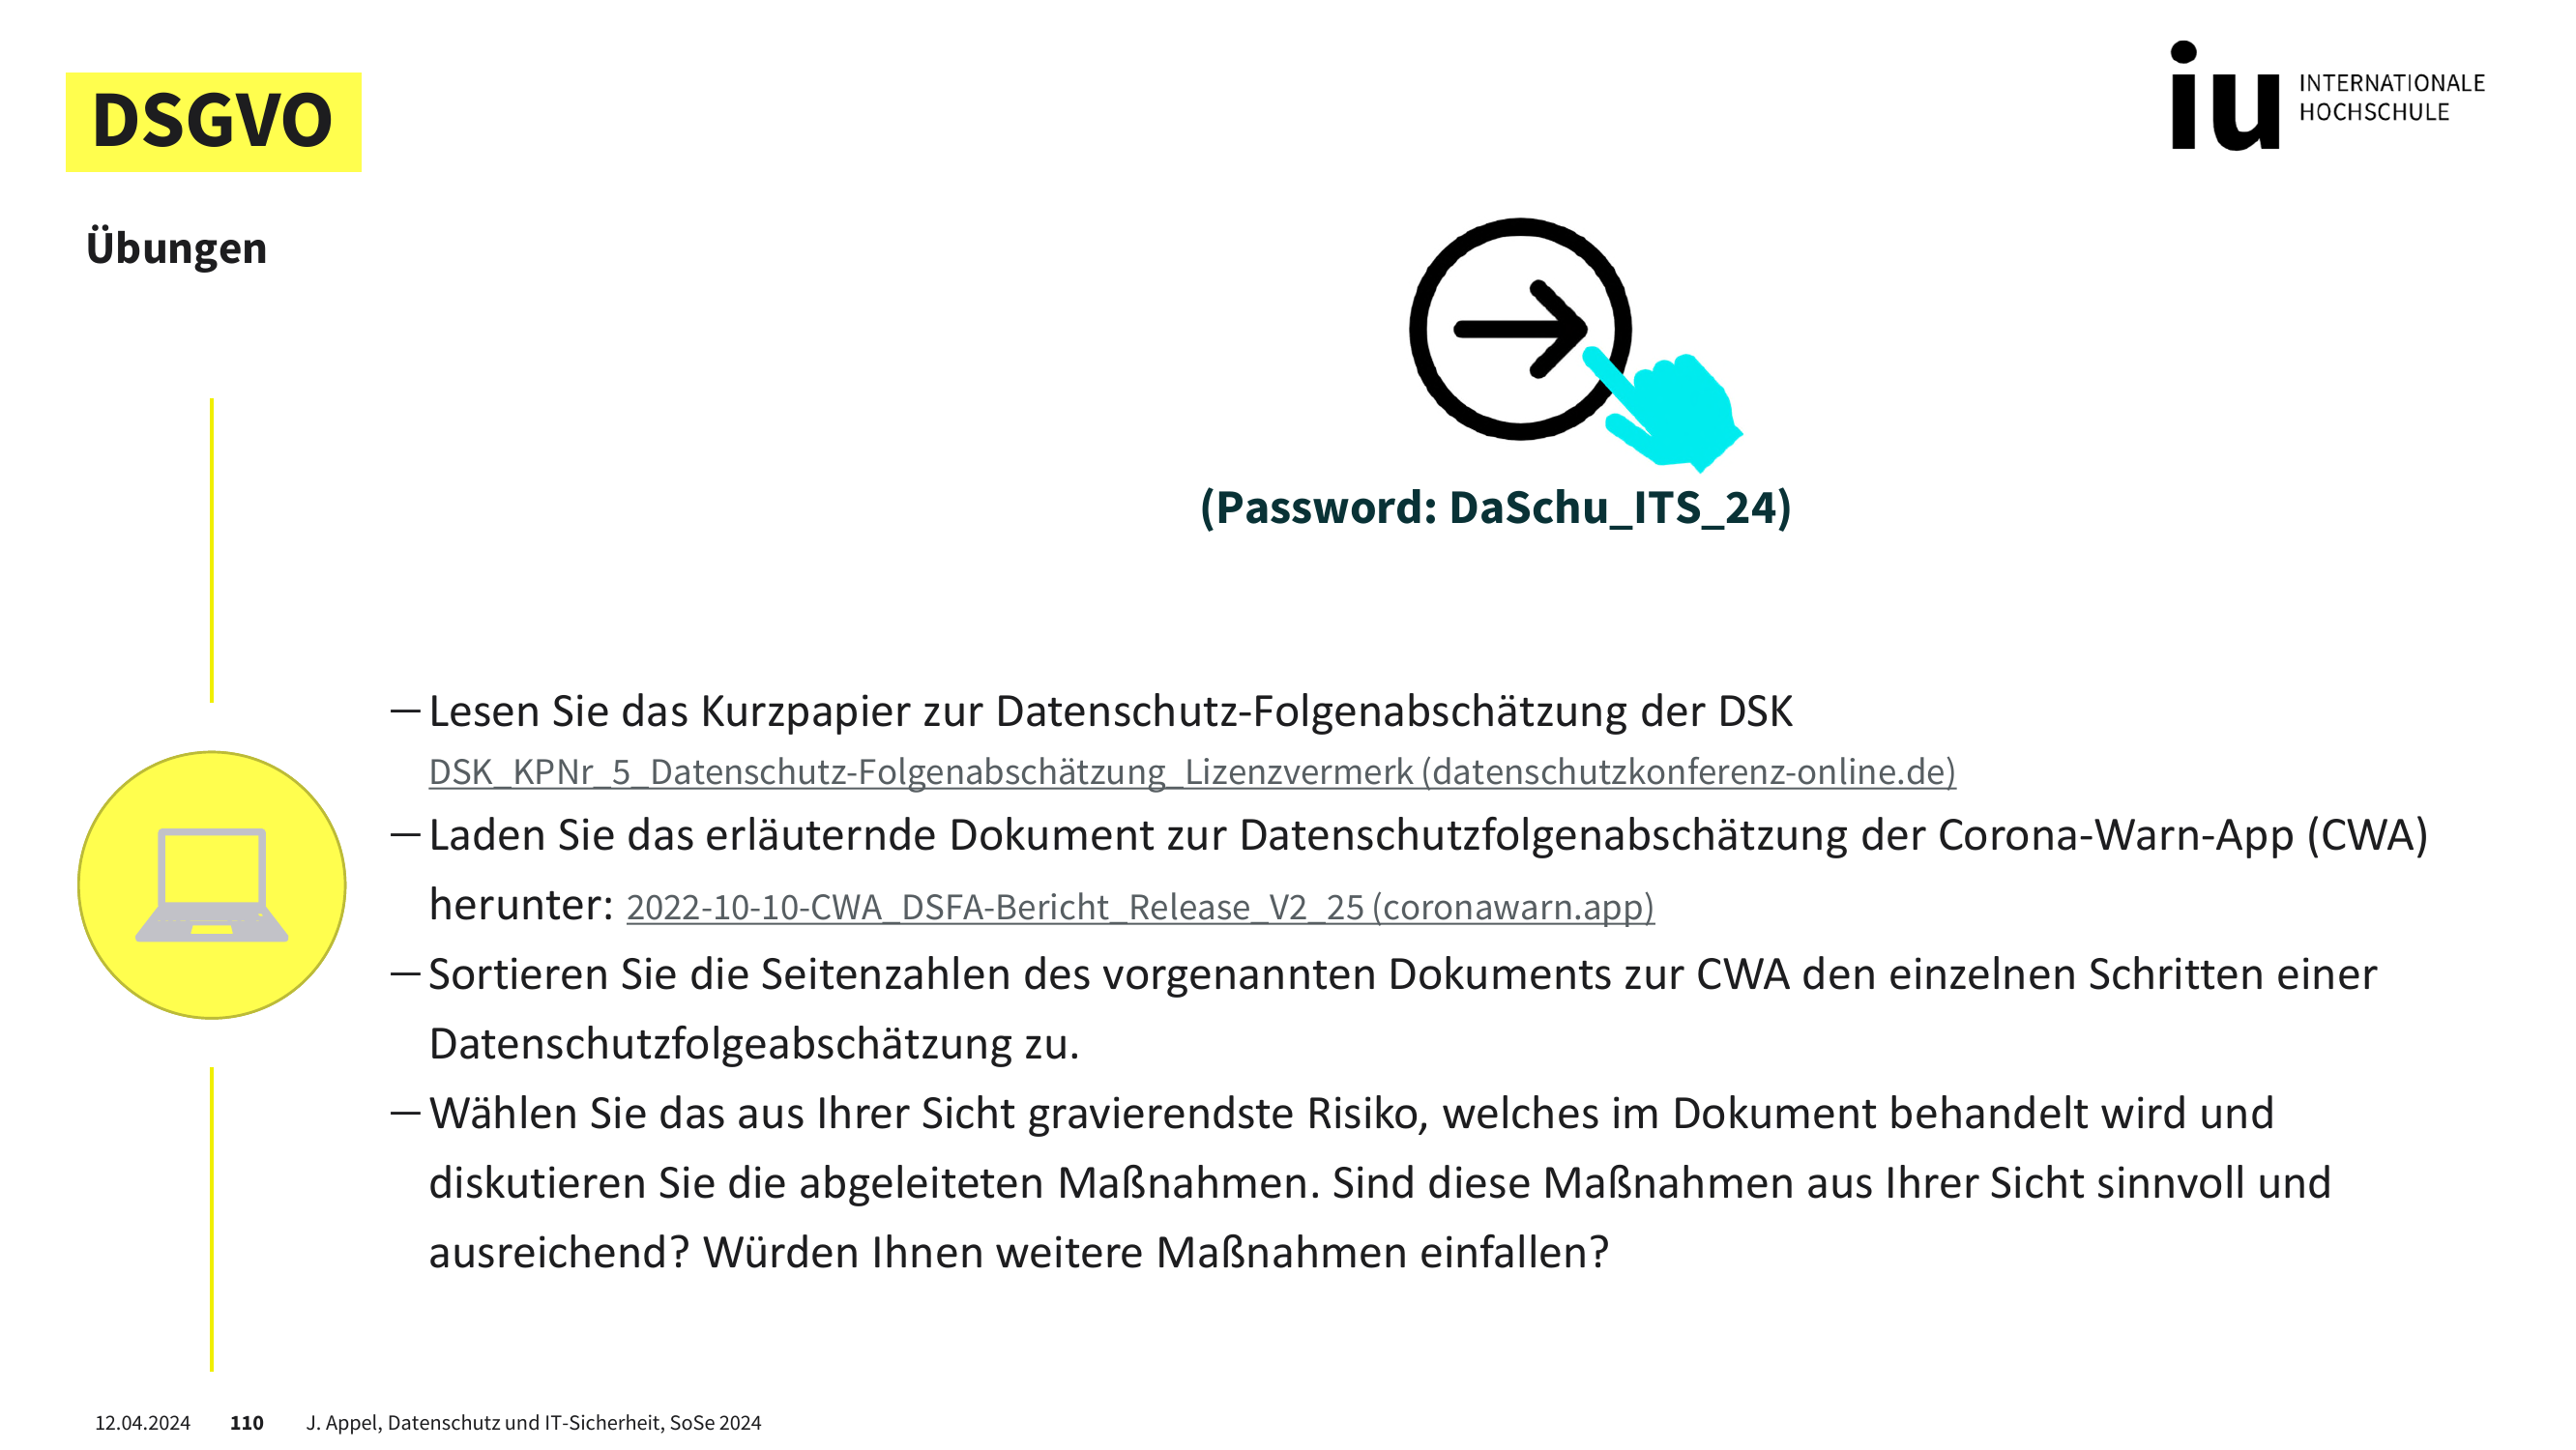 DSGVO
iu INTERNATIONALE
HOCHSCHULE
Übungen
(Password: DaSchu_ITS_24)
– Lesen Sie das Kurzpapier zur Datenschutz-Folgenabschätzung der DSK
DSK_KPNr_5_Datenschutz-Folgenabschätzung_Lizenzvermerk (datenschutzkonferenz-online.de)
– Laden Sie das erläuternde Dokument zur Datenschutzfolgenabschätzung der Corona-Warn-App (CWA)
herunter: 2022-10-10-CWA_DSFA-Bericht_Release_V2_25 (coronawarn.app)
– Sortieren Sie die Seitenzahlen des vorgenannten Dokuments zur CWA den einzelnen Schritten einer
Datenschutzfolgeabschätzung zu.
– Wählen Sie das aus Ihrer Sicht gravierendste Risiko, welches im Dokument behandelt wird und
diskutieren Sie die abgeleiteten Maßnahmen. Sind diese Maßnahmen aus Ihrer Sicht sinnvoll und
ausreichend? Würden Ihnen weitere Maßnahmen einfallen?
12.04.2024 110 J. Appel, Datenschutz und IT-Sicherheit, SoSe 2024